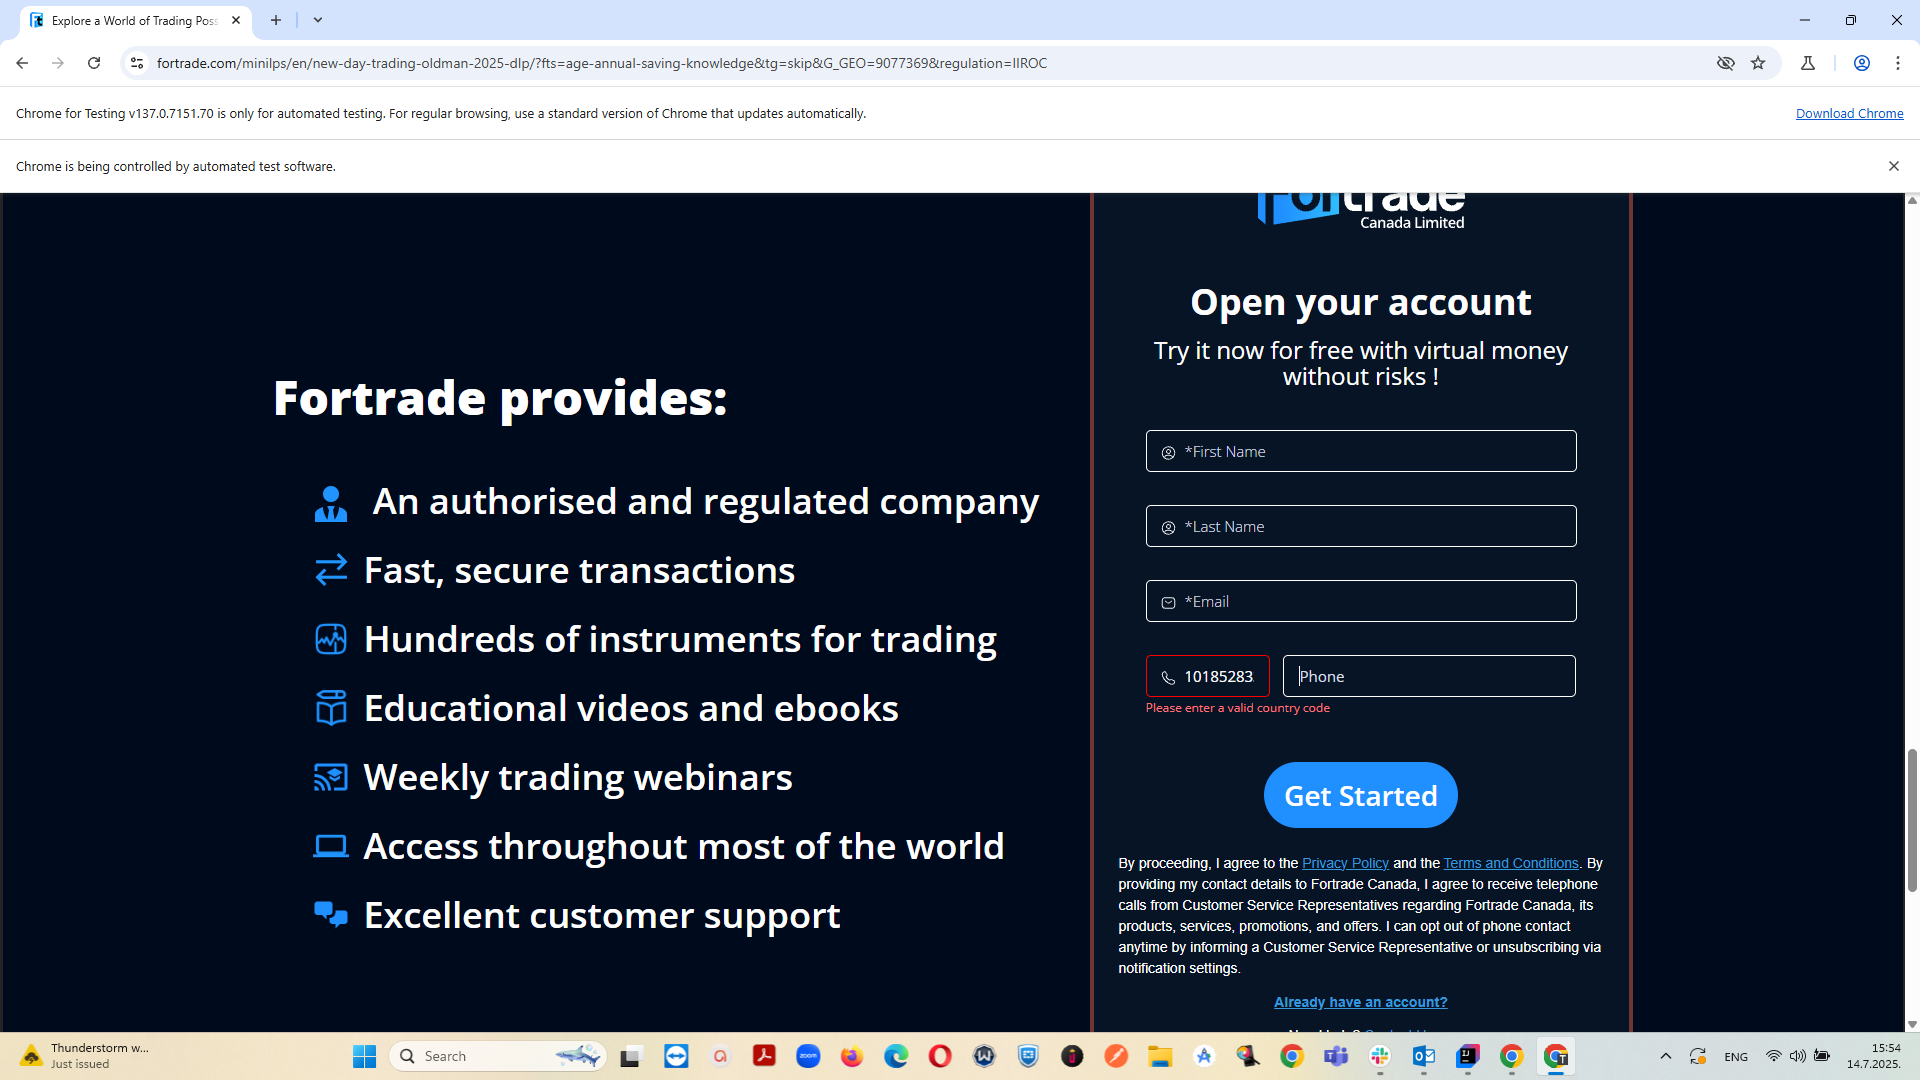 Explore a World of Trading Poss
fortrade.com/minilps/en/new-day-trading-oldman-2025-dlp/?fts=age-annual-saving-knowledge&tg=skip&G_GEO=9077369&regulation=IIROC
Chrome for Testing v137.0.7151.70 is only for automated testing. For regular browsing, use a standard version of Chrome that updates automatically.
Download Chrome
Chrome is being controlled by automated test software.
Fortrade
Canada Limited
Open your account
Try it now for free with virtual money
without risks !
*First Name
*Last Name
*Email
10185283
Phone
Please enter a valid country code
Get Started
By proceeding, I agree to the Privacy Policy and the Terms and Conditions. By
providing my contact details to Fortrade Canada, I agree to receive telephone
calls from Customer Service Representatives regarding Fortrade Canada, its
products, services, promotions, and offers. I can opt out of phone contact
anytime by informing a Customer Service Representative or unsubscribing via
notification settings.
Already have an account?
Fortrade provides:
An authorised and regulated company
Fast, secure transactions
Hundreds of instruments for trading
Educational videos and ebooks
Weekly trading webinars
Access throughout most of the world
Excellent customer support
Thunderstorm w...
Just issued
Search
zoom
ENG
15:54
14.7.2025.